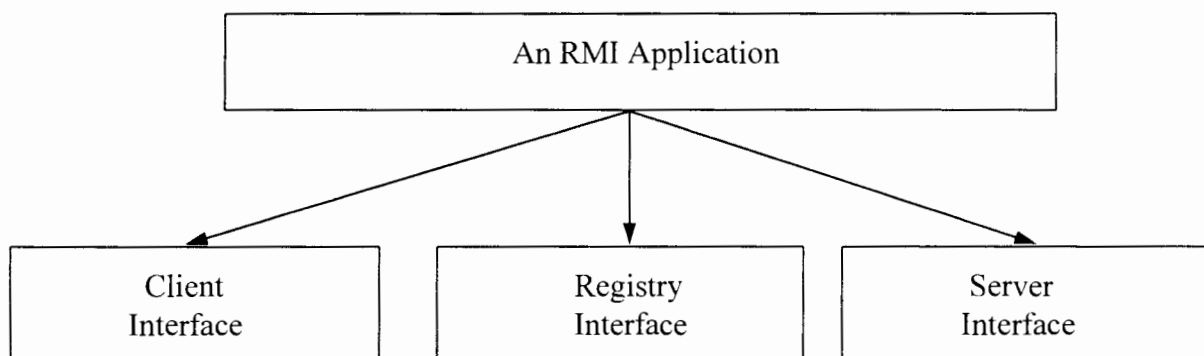 An RMI Application
Client
Interface
Registry
Interface
Server
Interface